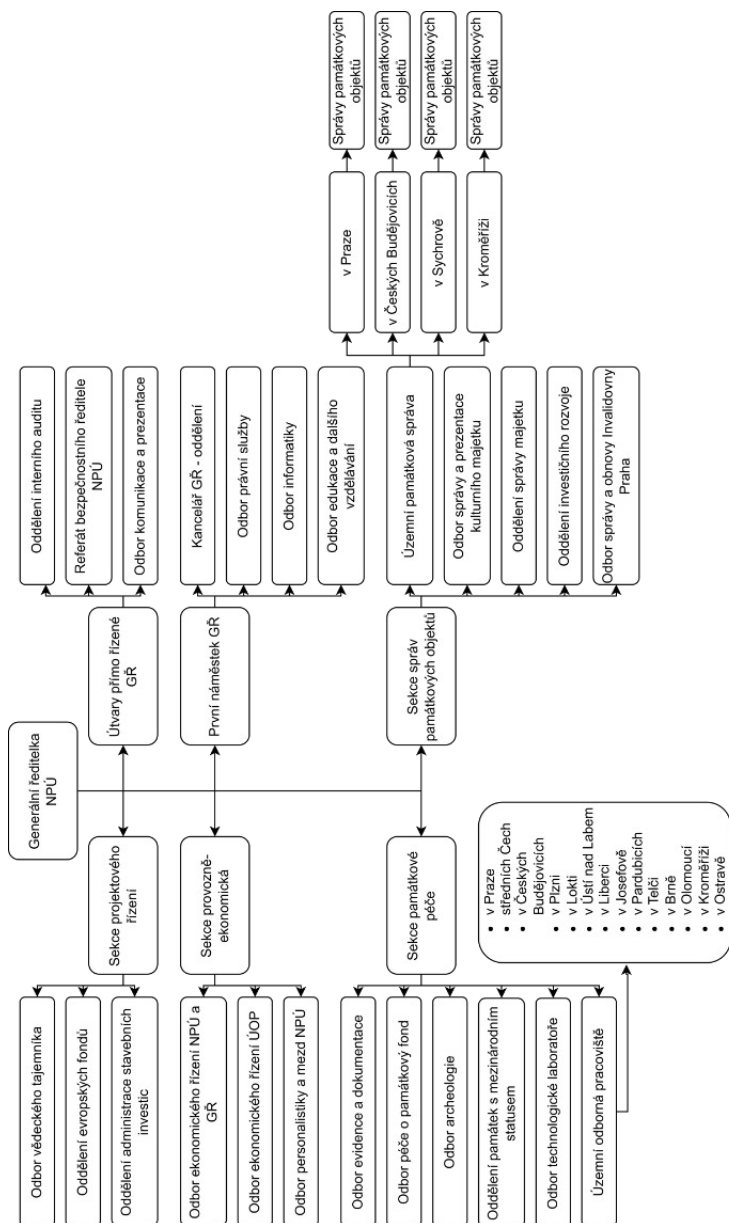 Generální ředitelka
NPÚ
Sekce projektového
řízení
Útvary přímo řízené
GŘ
Odbor vědeckého tajemníka
Oddělení evropských fondů
Oddělení administrace stavebních
investic
Oddělení interního auditu
Referát bezpečnostního ředitele
NPÚ
Odbor komunikace a prezentace
Sekce provozně-
ekonomická
První náměstek GŘ
Odbor ekonomického řízení NPÚ a
GŘ
Odbor ekonomického řízení ÚOP
Odbor personalistiky a mezd NPÚ
Kancelář GŘ - oddělení
Odbor právní služby
Odbor informatiky
Odbor edukace a dalšího
vzdělávání
Sekce památkové
péče
Sekce správ
památkových objektů
Odbor evidence a dokumentace
Odbor péče o památkový fond
Odbor archeologie
Oddělení památek s mezinárodním
statusem
Odbor technologické laboratoře
Územní odborná pracoviště
• v Praze
• středních Čech
• v Českých
Budějovicích
• v Plzni
• v Lokti
• v Ústí nad Labem
• v Liberci
• v Josefově
• v Pardubicích
• v Telči
• v Brně
• v Olomoucí
• v Kroměříži
• v Ostravě
Územní památková správa
Odbor správy a prezentace
kulturního majetku
Oddělení správy majetku
Oddělení investičního rozvoje
Odbor správy a obnovy Invalidovny
Praha
v Praze
v Českých Budějovicích
v Sychrově
v Kroměříži
Správy památkových
objektů
Správy památkových
objektů
Správy památkových
objektů
Správy památkových
objektů